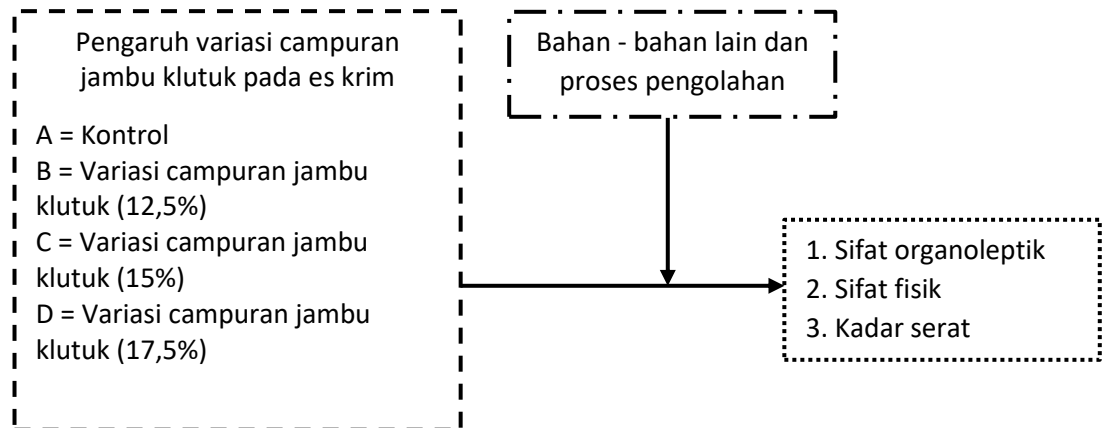 Pengaruh variasi campuran
jambu klutuk pada es krim
A = Kontrol
B = Variasi campuran jambu
klutuk (12,5%)
C = Variasi campuran jambu
klutuk (15%)
D = Variasi campuran jambu
klutuk (17,5%)
Bahan - bahan lain dan
proses pengolahan
1. Sifat organoleptik
2. Sifat fisik
3. Kadar serat